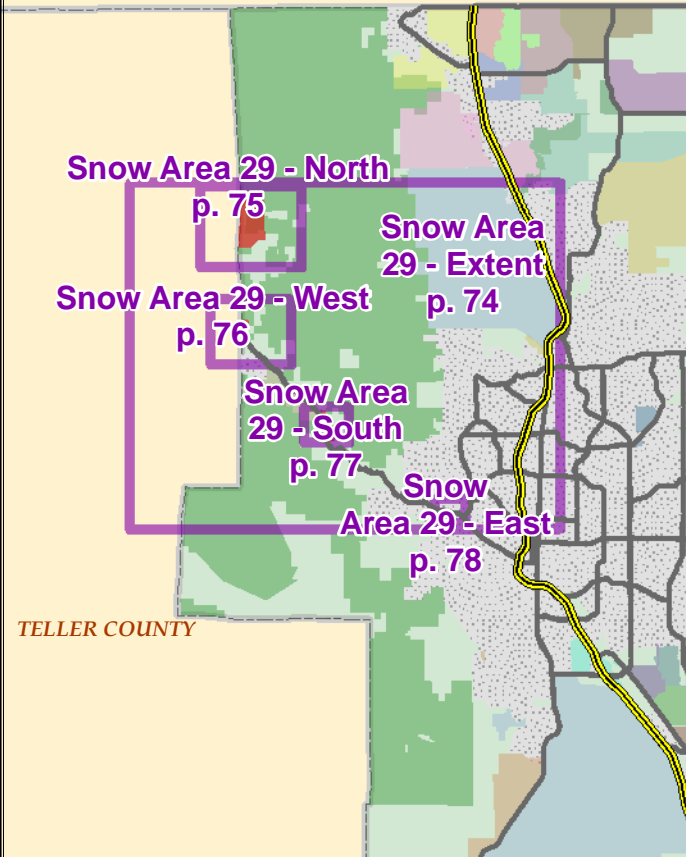 Snow Area 29 - North
p. 75
Snow Area
29 - Extent
p. 74
Snow Area 29 - West
p. 76
Snow Area
29 - South
p. 77
Snow
Area 29 - East
p. 78
TELLER COUNTY